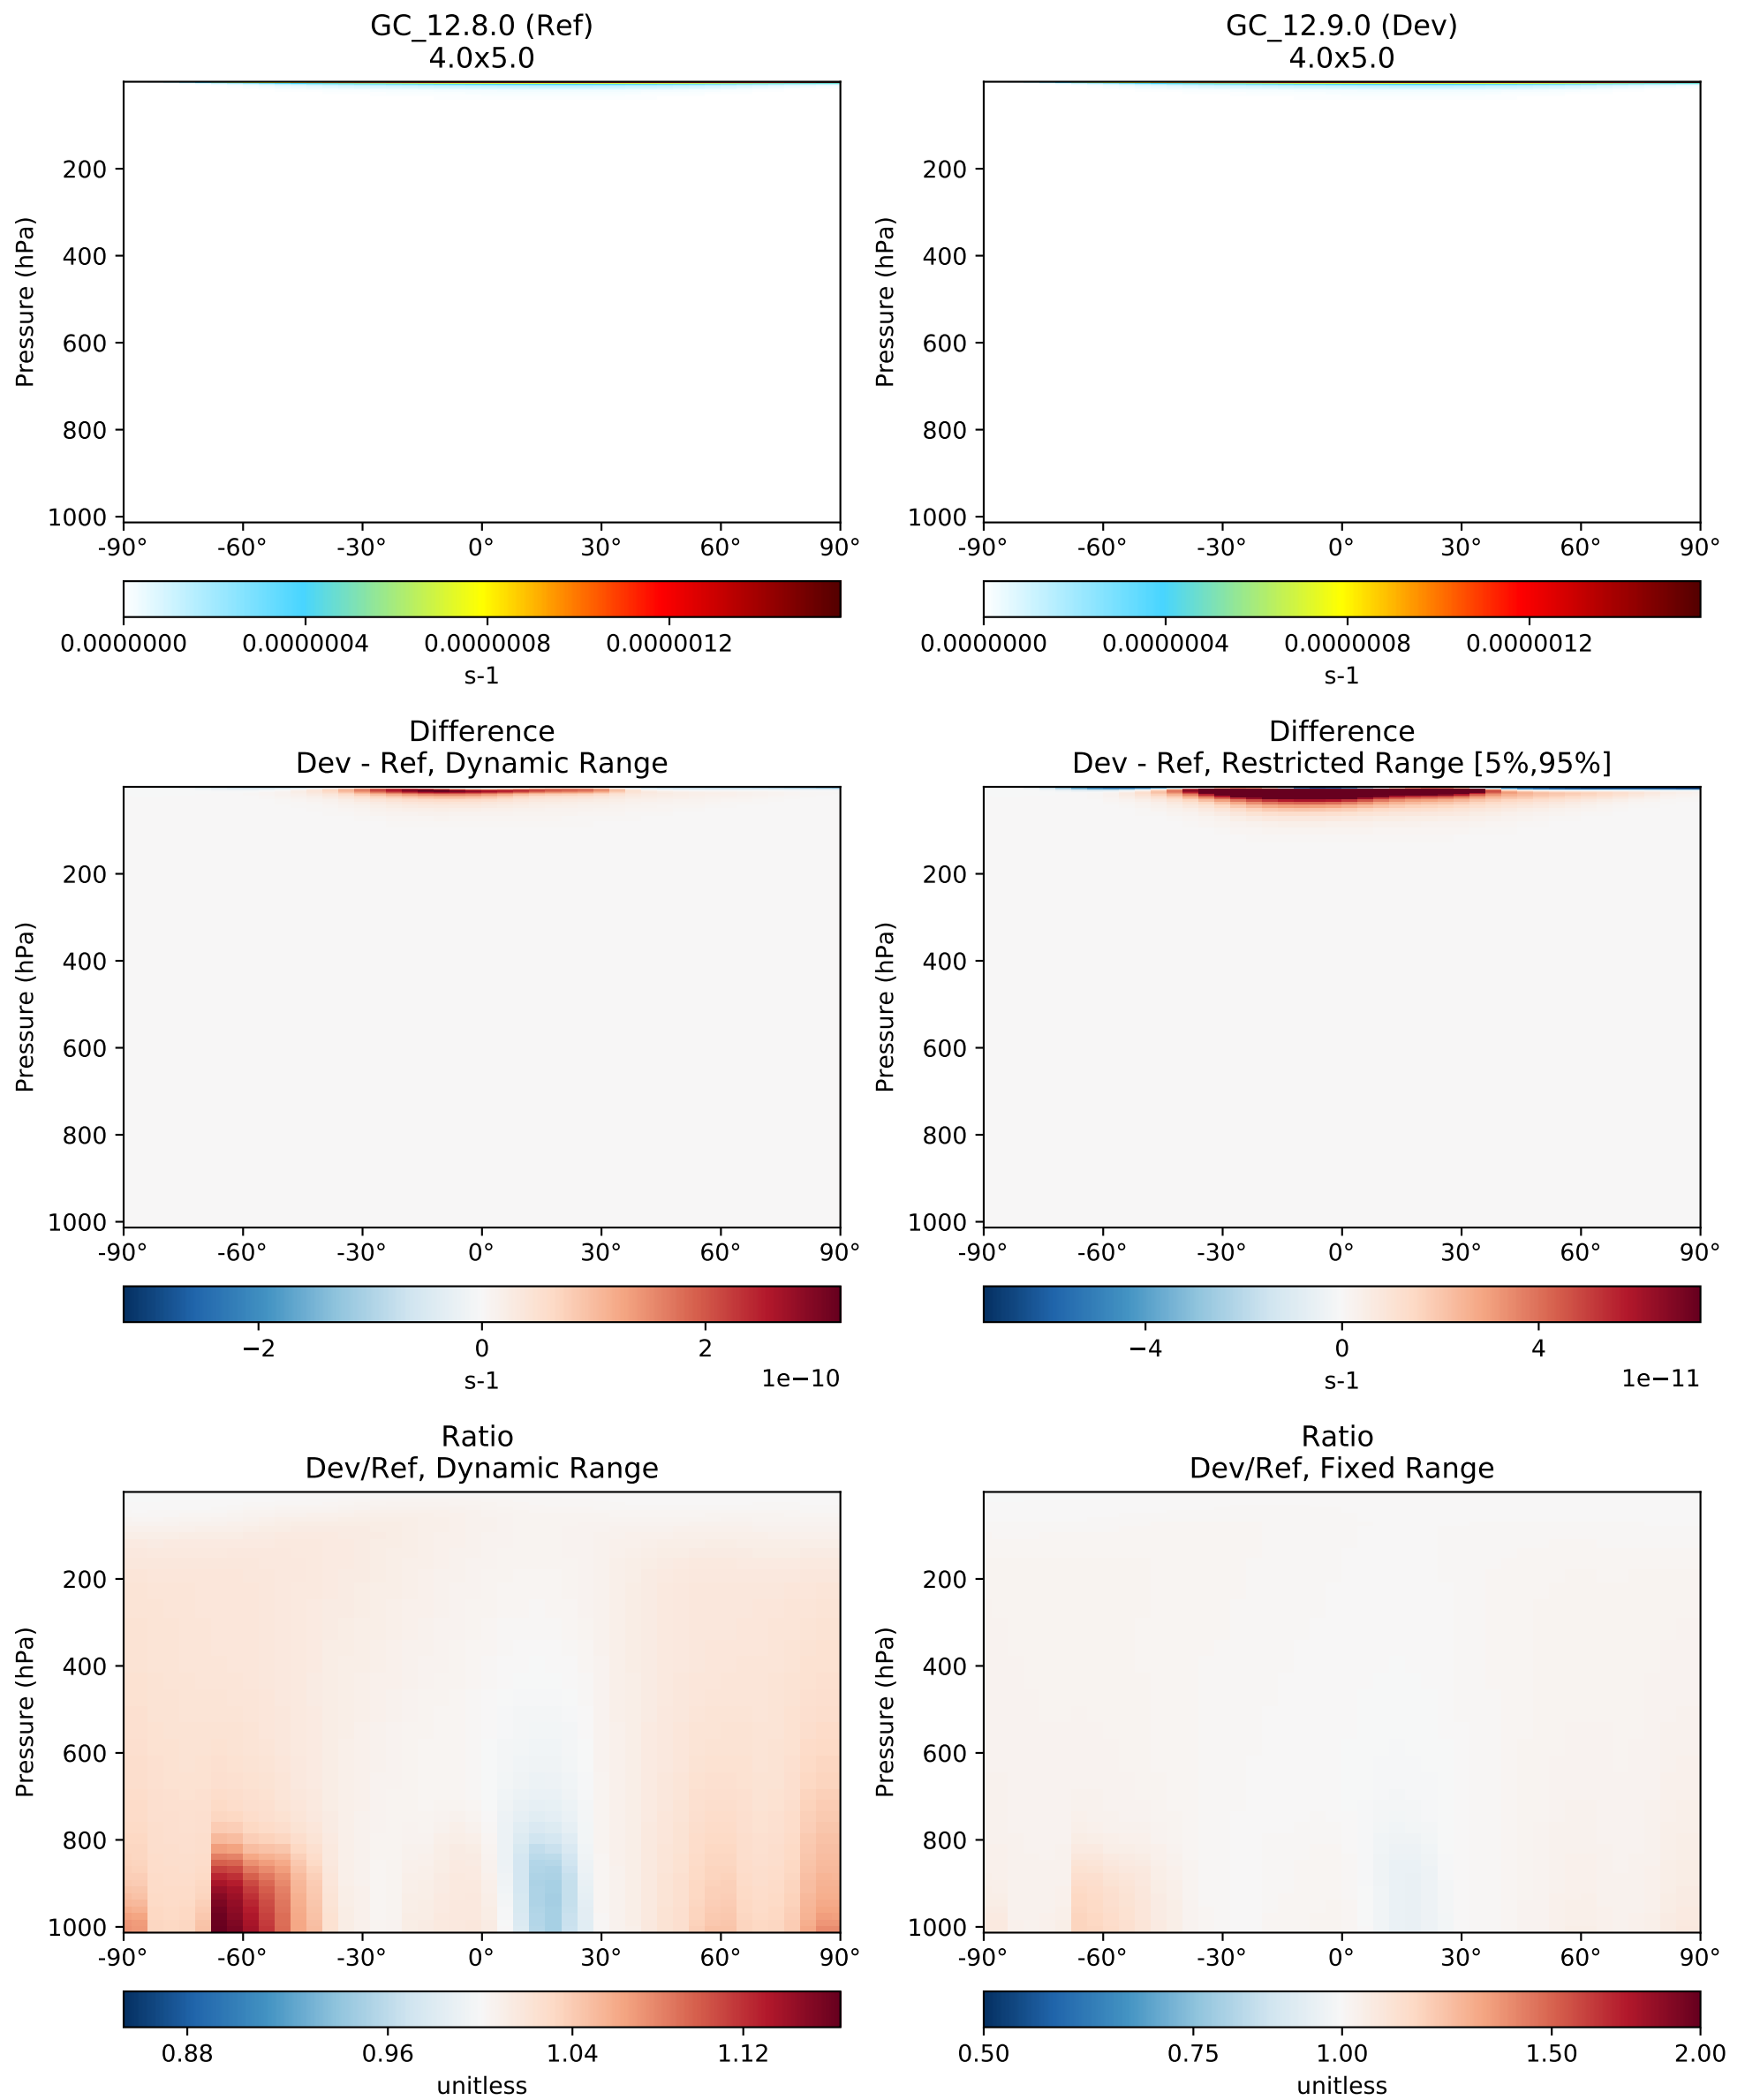 GC_12.8.0 (Ref)
4.0x5.0
Pressure (hPa)
200
400
600
800
1000
-90° -60° -30° 0° 30° 60° 90°
0.0000000 0.0000004 0.0000008 0.0000012
s-1
GC_12.9.0 (Dev)
4.0x5.0
Pressure (hPa)
200
400
600
800
1000
-90° -60° -30° 0° 30° 60° 90°
0.0000000 0.0000004 0.0000008 0.0000012
s-1
Difference
Dev - Ref, Dynamic Range
Pressure (hPa)
200
400
600
800
1000
-90° -60° -30° 0° 30° 60° 90°
−2 0 2
s-1
1e−10
Difference
Dev - Ref, Restricted Range [5%,95%]
Pressure (hPa)
200
400
600
800
1000
-90° -60° -30° 0° 30° 60° 90°
−4 0 4
s-1
1e−11
Ratio
Dev/Ref, Dynamic Range
Pressure (hPa)
200
400
600
800
1000
-90° -60° -30° 0° 30° 60° 90°
0.88 0.96 1.04 1.12
unitless
Ratio
Dev/Ref, Fixed Range
Pressure (hPa)
200
400
600
800
1000
-90° -60° -30° 0° 30° 60° 90°
0.50 0.75 1.00 1.50 2.00
unitless